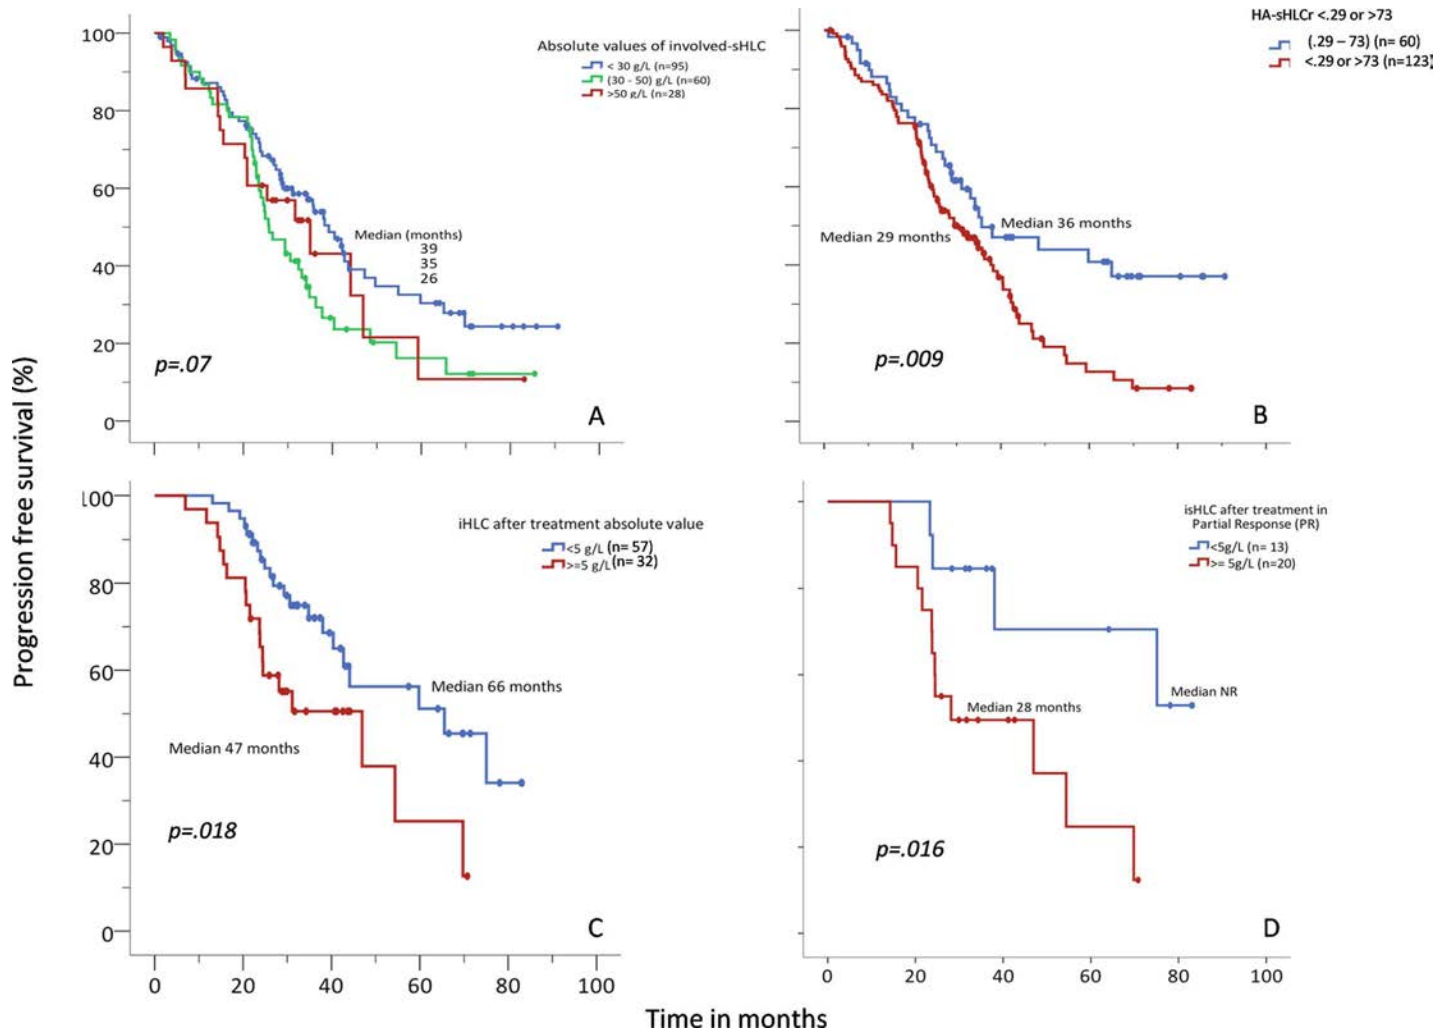 Progression free survival (%)
100
80
60
40
20
0
Absolute values of involved-sHLC
< 30 g/L (n=95)
(30 - 50) g/L (n=60)
>50 g/L (n=28)
Median (months)
39
35
26
p=.07
A
HA-sHLCr <.29 or >73
(.29 – 73) (n= 60)
<.29 or >73 (n=123)
Median 36 months
Median 29 months
p=.009
B
100
80
60
40
20
0
iHLC after treatment absolute value
<5 g/L (n= 57)
>=5 g/L (n= 32)
Median 66 months
Median 47 months
p=.018
C
0 20 40 60 80 100
isHLC after treatment in
Partial Response (PR)
<5g/L (n= 13)
>= 5g/L (n=20)
Median NR
Median 28 months
p=.016
D
0 20 40 60 80 100
Time in months